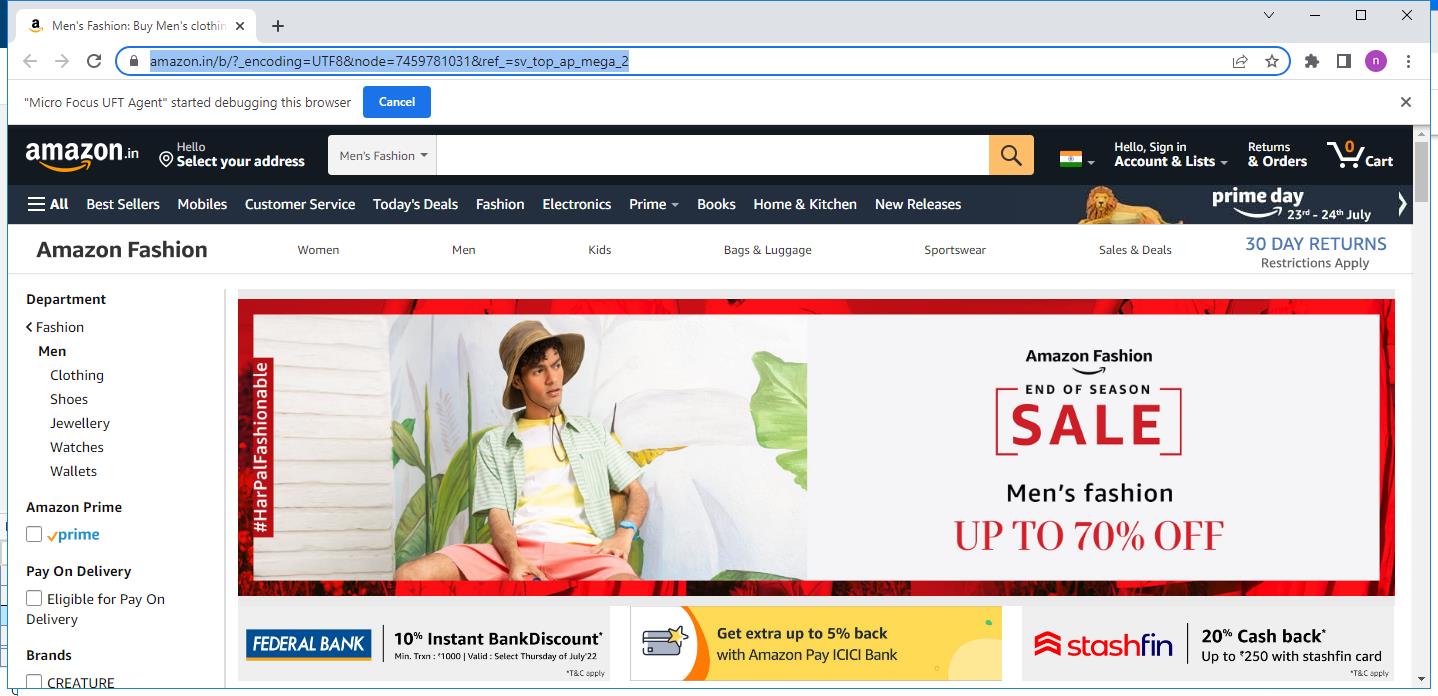 Men's Fashion: Buy Men's clothin
amazon.in/b/?_encoding=UTF8&node=7459781031&ref_=sv_top_ap_mega_2
n
"Micro Focus UFT Agent" started debugging this browser
Cancel
amazon.in
Hello
Select your address
Men's Fashion
Hello, Sign in
Account & Lists
Returns
& Orders
0
Cart
All
Best Sellers
Mobiles
Customer Service
Today's Deals
Fashion
Electronics
Prime
Books
Home & Kitchen
New Releases
prime day
23rd - 24th July
Amazon Fashion
Women
Men
Kids
Bags & Luggage
Sportswear
Sales & Deals
30 DAY RETURNS
Restrictions Apply
Department
Fashion
Men
Clothing
Shoes
Jewellery
Watches
Wallets
Amazon Prime
prime
Pay On Delivery
Eligible for Pay On
Delivery
Brands
CREATURE
#HarPalFashionable
Amazon Fashion
END OF SEASON
SALE
Men's fashion
UP TO 70% OFF
FEDERAL BANK
10% Instant BankDiscount*
Min. Trxn : ₹1000 | Valid : Select Thursday of July'22
*T&C apply
Get extra up to 5% back
with Amazon Pay ICICI Bank
stashfin
20% Cash back*
Up to ₹250 with stashfin card
*T&C apply